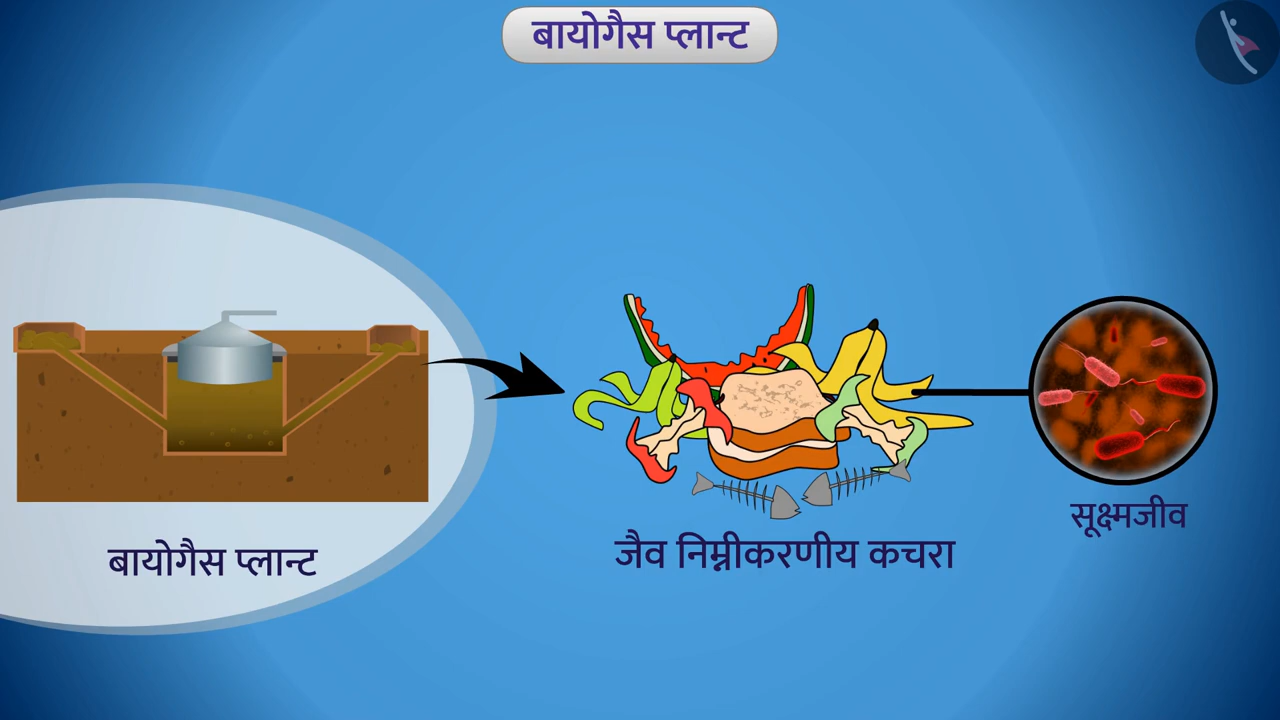 बायोगैस प्लान्ट
सूक्ष्मजीव
बायोगैस प्लान्ट
जैव निम्नीकरणीय कचरा